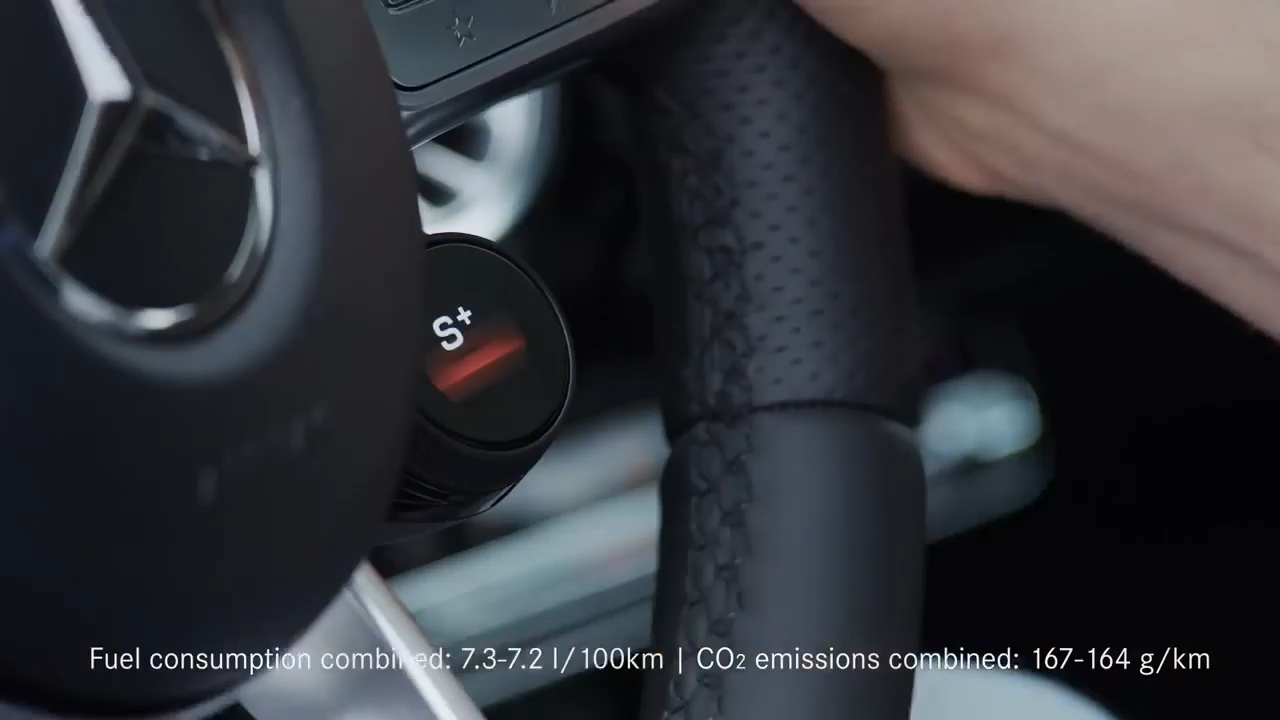 S+
Fuel consumption combined: 7.3-7.2 l/100km | CO₂ emissions combined: 167-164 g/km